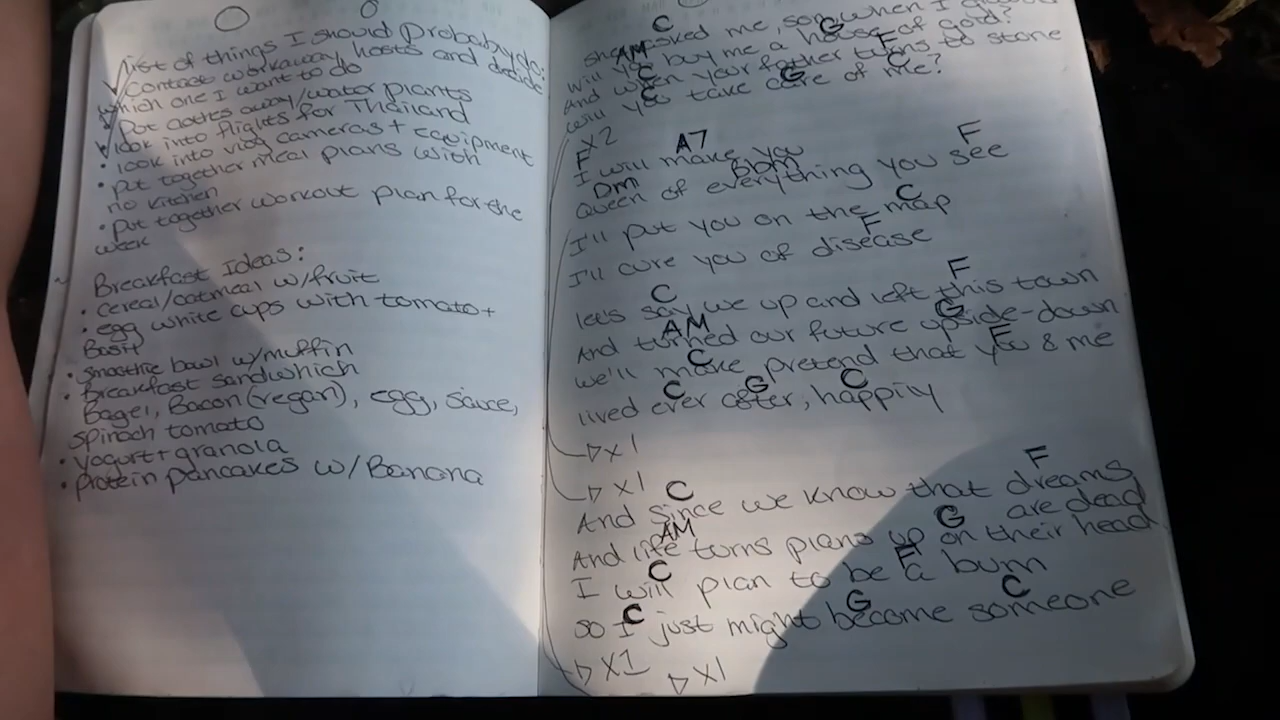 List of things I should Probably do:
✓ Contact workaway hosts and decide
which one I want to do
• Put clothes away/water plants
✓ look into flights for Thailand
• look into vlog cameras + equipment
• put together meal plans with
no kitchen
• Put together workout plan for the
week
Breakfast Ideas:
• cereal/oatmeal w/fruit
• egg white cups with tomato +
Basil
• smoothie bowl w/muffin
• breakfast sandwhich
Bagel, Bacon (vegan), egg, sauce,
spinach tomato
• yogurt + granola
• protein pancakes w/Banana
C G
she asked me, son when I
AM F
will you buy me a house of gold?
C G C
and when your father turns to stone
C
will you take care of me?
X2
F A7
I will make you
Dm Bbm F
Queen of everything you see
C
I'll put you on the map
F
I'll cure you of disease
C F
let's say we up and left this town
AM G
And turned our future upside-down
C F
we'll make pretend that you & me
C G C
lived ever after, happily
▷ X1
▷ X1
C F
And since we know that dreams
G are dead
AM
And life turns plans up on their head
C F
I will plan to be a bum
C G C
so I just might become someone
▷ X1 ▷ X1